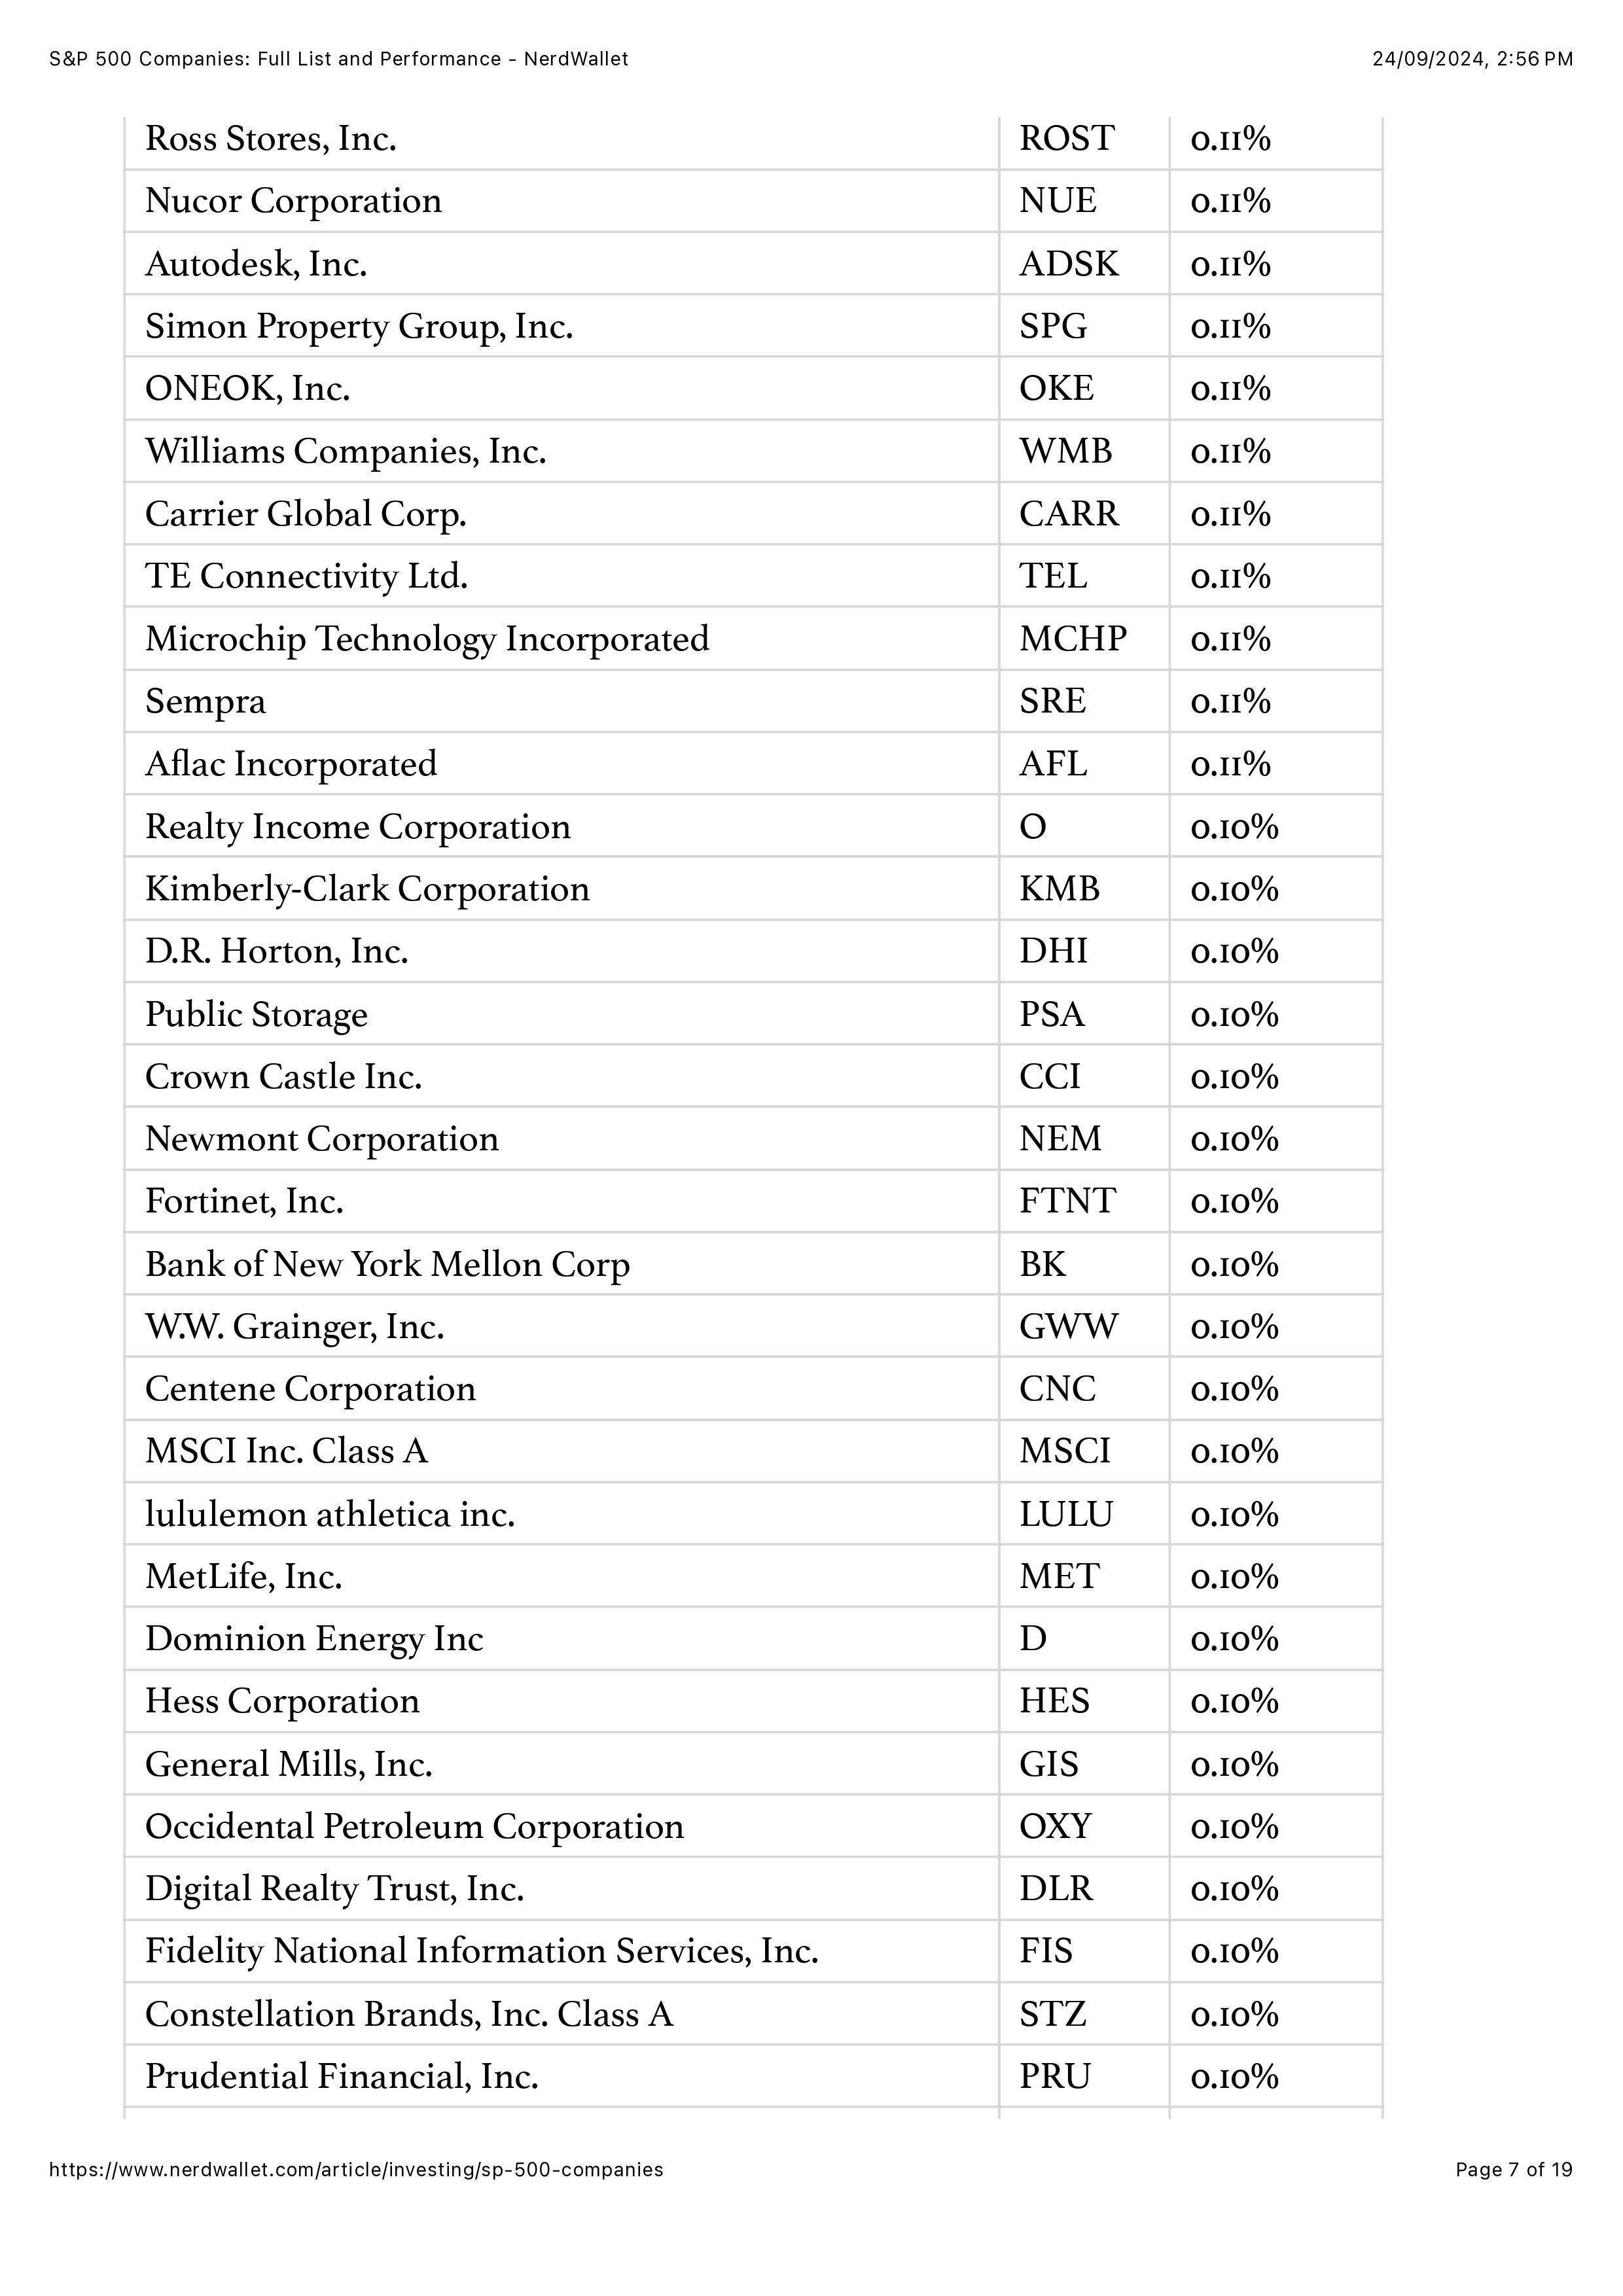 S&P 500 Companies: Full List and Performance - NerdWallet 24/09/2024, 2:56 PM
Ross Stores, Inc. ROST 0.11%
Nucor Corporation NUE 0.11%
Autodesk, Inc. ADSK 0.11%
Simon Property Group, Inc. SPG 0.11%
ONEOK, Inc. OKE 0.11%
Williams Companies, Inc. WMB 0.11%
Carrier Global Corp. CARR 0.11%
TE Connectivity Ltd. TEL 0.11%
Microchip Technology Incorporated MCHP 0.11%
Sempra SRE 0.11%
Aflac Incorporated AFL 0.11%
Realty Income Corporation O 0.10%
Kimberly-Clark Corporation KMB 0.10%
D.R. Horton, Inc. DHI 0.10%
Public Storage PSA 0.10%
Crown Castle Inc. CCI 0.10%
Newmont Corporation NEM 0.10%
Fortinet, Inc. FTNT 0.10%
Bank of New York Mellon Corp BK 0.10%
W.W. Grainger, Inc. GWW 0.10%
Centene Corporation CNC 0.10%
MSCI Inc. Class A MSCI 0.10%
lululemon athletica inc. LULU 0.10%
MetLife, Inc. MET 0.10%
Dominion Energy Inc D 0.10%
Hess Corporation HES 0.10%
General Mills, Inc. GIS 0.10%
Occidental Petroleum Corporation OXY 0.10%
Digital Realty Trust, Inc. DLR 0.10%
Fidelity National Information Services, Inc. FIS 0.10%
Constellation Brands, Inc. Class A STZ 0.10%
Prudential Financial, Inc. PRU 0.10%
https://www.nerdwallet.com/article/investing/sp-500-companies Page 7 of 19